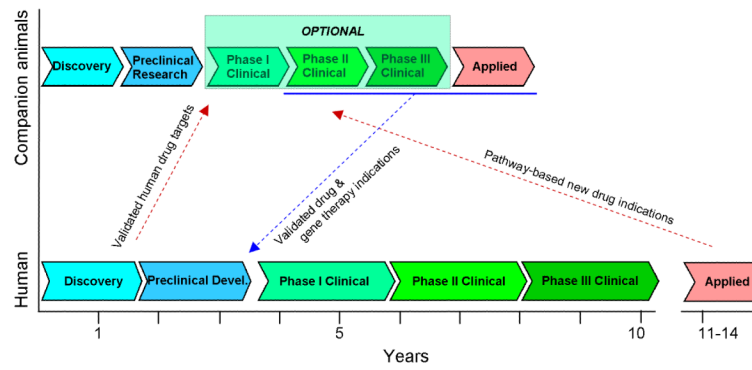 Companion animals
OPTIONAL
Discovery
Preclinical
Research
Phase I
Clinical
Phase II
Clinical
Phase III
Clinical
Applied
Validated human drug targets
Validated drug &
gene therapy indications
Pathway-based new drug indications
Human
Discovery
Preclinical Devel.
Phase I Clinical
Phase II Clinical
Phase III Clinical
Applied
1
5
10
11-14
Years